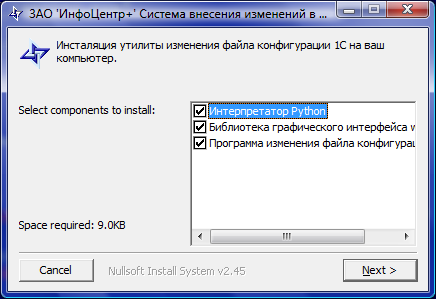 ЗАО 'ИнфоЦентр+' Система внесения изменений в ...
Инсталяция утилиты изменения файла конфигурации 1С на ваш
компьютер.
Select components to install:
Интерпретатор Python
Библиотека графического интерфейса w
Программа изменения файла конфигурац
Space required: 9.0KB
Cancel
Nullsoft Install System v2.45
Next >